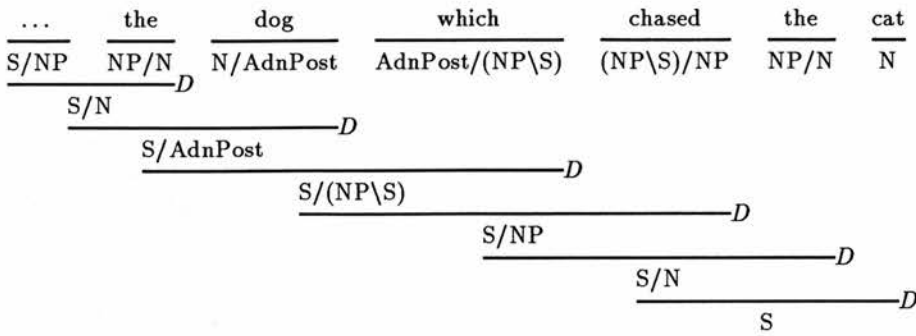 ... the dog which chased the cat
S/NP NP/N N/AdnPost AdnPost/(NP\S) (NP\S)/NP NP/N N
D
S/N
D
S/AdnPost
D
S/(NP\S)
D
S/NP
D
S/N
D
S